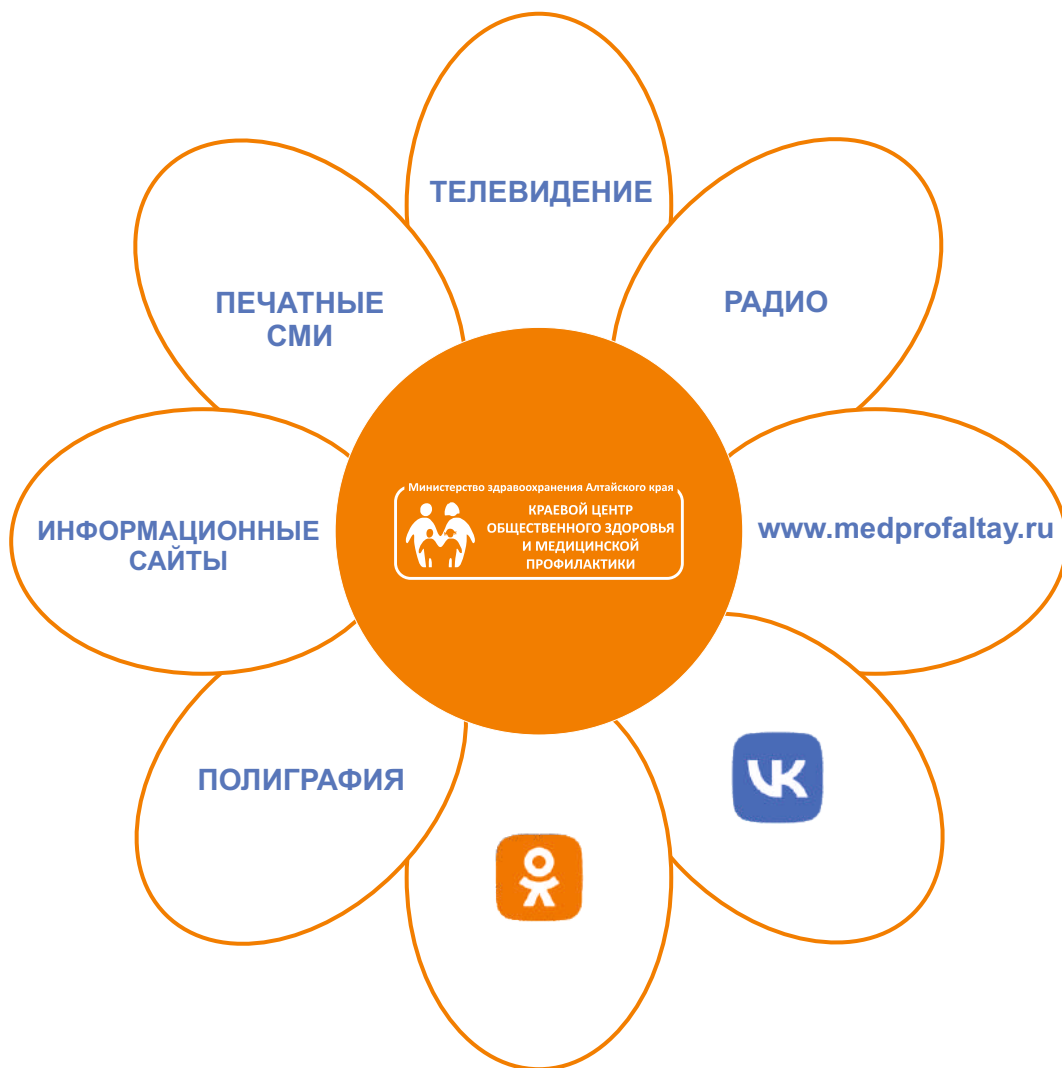 ТЕЛЕВИДЕНИЕ
РАДИО
ПЕЧАТНЫЕ
СМИ
Министерство здравоохранения Алтайского края
КРАЕВОЙ ЦЕНТР
ОБЩЕСТВЕННОГО ЗДОРОВЬЯ
И МЕДИЦИНСКОЙ
ПРОФИЛАКТИКИ
ИНФОРМАЦИОННЫЕ
САЙТЫ
www.medprofaltay.ru
ПОЛИГРАФИЯ
VK